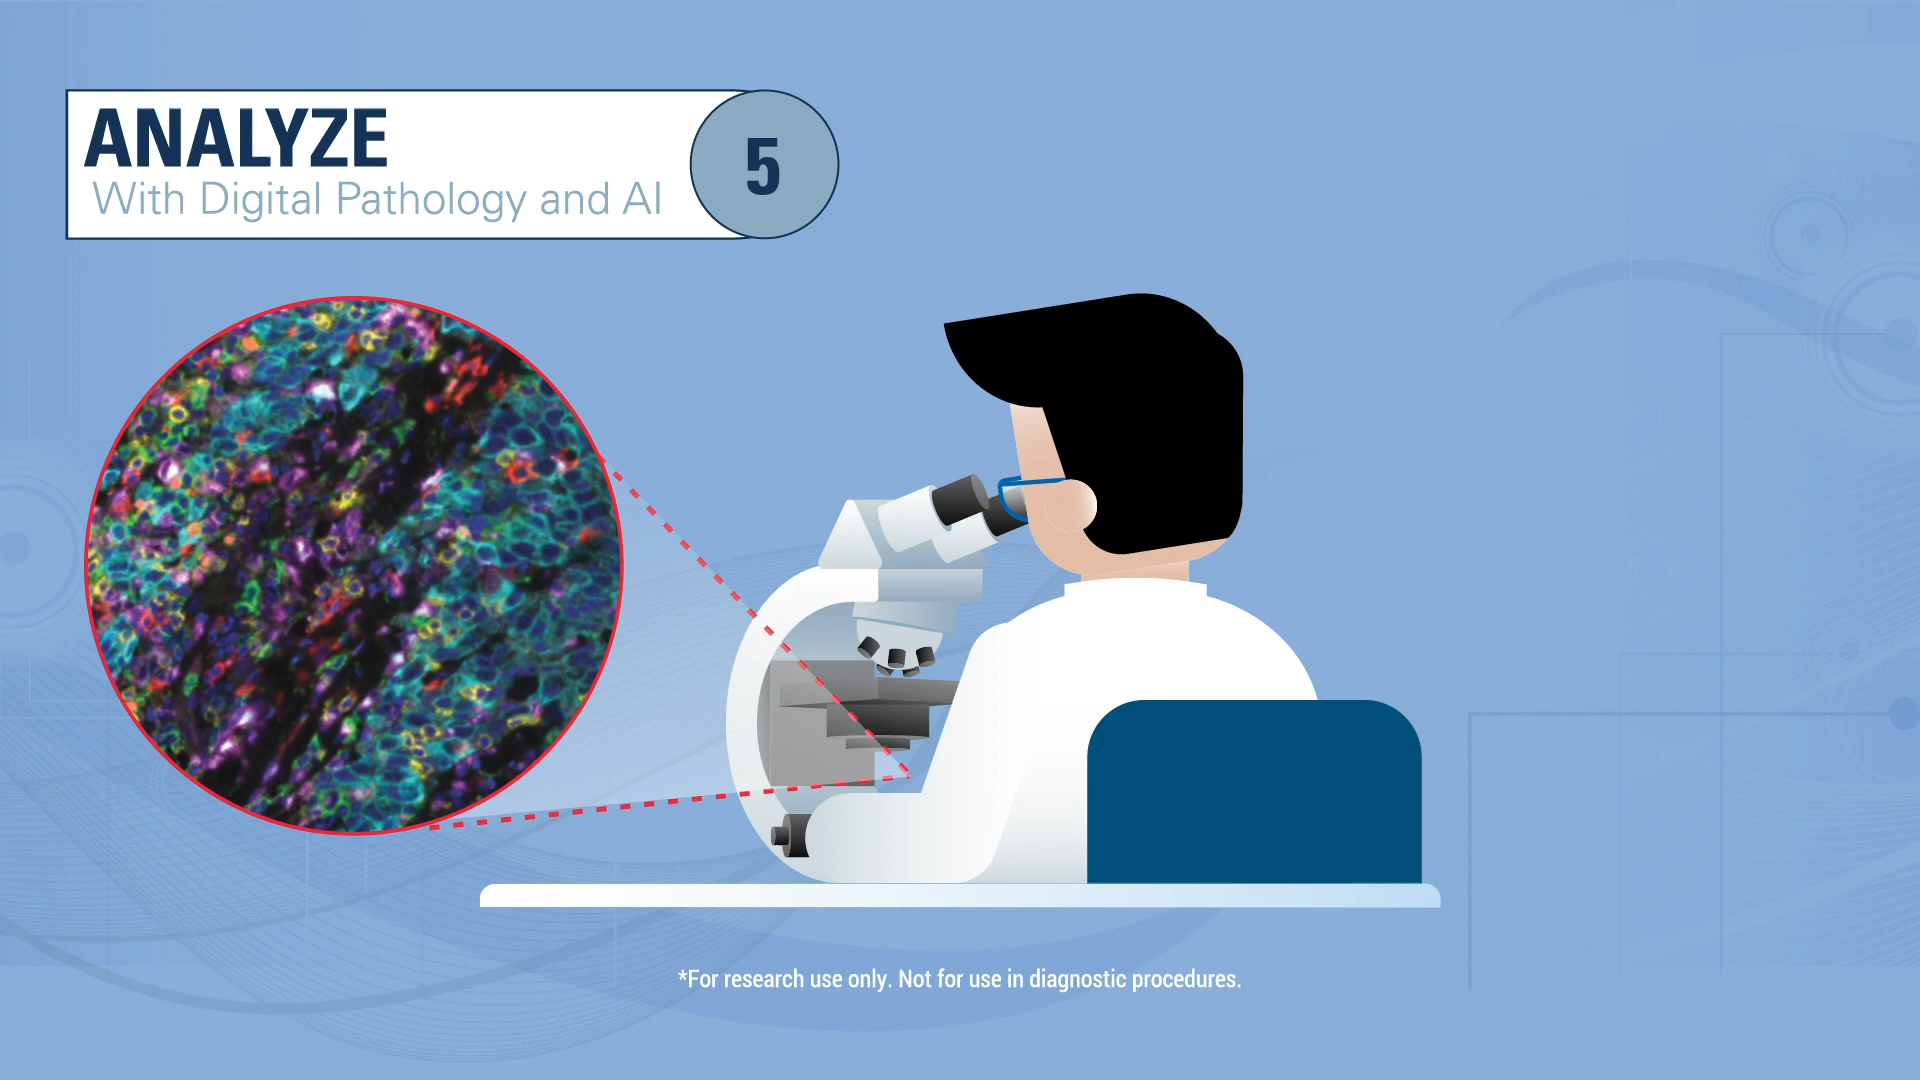 ANALYZE
With Digital Pathology and AI
5
*For research use only. Not for use in diagnostic procedures.